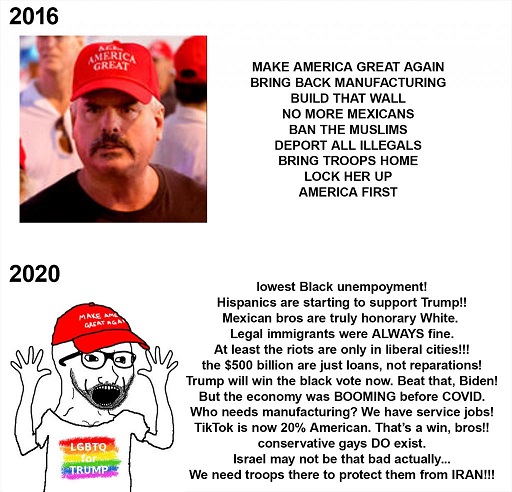 2016
MAKE AMERICA GREAT AGAIN
BRING BACK MANUFACTURING
BUILD THAT WALL
NO MORE MEXICANS
BAN THE MUSLIMS
DEPORT ALL ILLEGALS
BRING TROOPS HOME
LOCK HER UP
AMERICA FIRST
AMERICA
GREAT
2020
lowest Black unempoyment!
Hispanics are starting to support Trump!!
Mexican bros are truly honorary White.
Legal immigrants were ALWAYS fine.
At least the riots are only in liberal cities!!!
the $500 billion are just loans, not reparations!
Trump will win the black vote now. Beat that, Biden!
But the economy was BOOMING before COVID.
Who needs manufacturing? We have service jobs!
TikTok is now 20% American. That's a win, bros!!
conservative gays DO exist.
Israel may not be that bad actually...
We need troops there to protect them from IRAN!!!
MAKE AME
GREAT AGA
LGBTQ
for
TRUMP